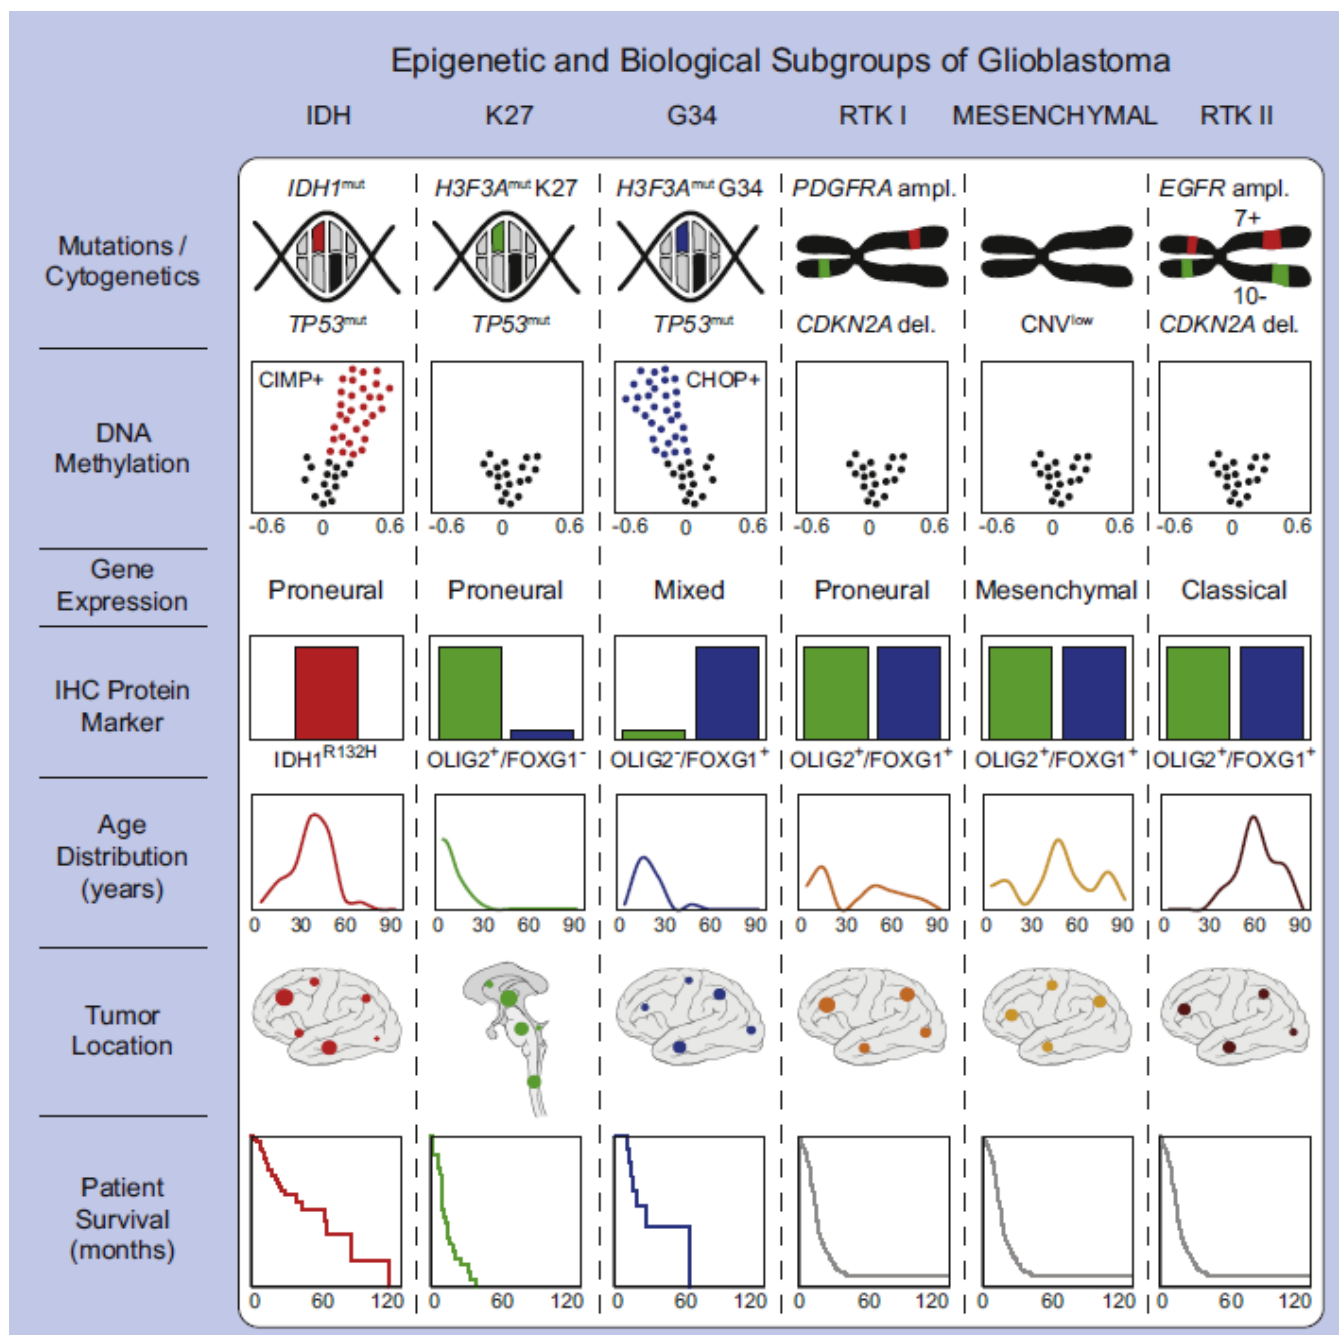 Epigenetic and Biological Subgroups of Glioblastoma
IDH K27 G34 RTK I MESENCHYMAL RTK II
Mutations /
Cytogenetics
IDH1mut H3F3Amut K27 H3F3Amut G34 PDGFRA ampl. EGFR ampl.
7+
10-
TP53mut TP53mut TP53mut CDKN2A del. CNVlow CDKN2A del.
DNA
Methylation
CIMP+ CHOP+
-0.6 0 0.6 -0.6 0 0.6 -0.6 0 0.6 -0.6 0 0.6 -0.6 0 0.6 -0.6 0 0.6
Gene
Expression
Proneural Proneural Mixed Proneural Mesenchymal Classical
IHC Protein
Marker
IDH1R132H OLIG2+/FOXG1- OLIG2-/FOXG1+ OLIG2+/FOXG1+ OLIG2+/FOXG1+ OLIG2+/FOXG1+
Age
Distribution
(years)
0 30 60 90 0 30 60 90 0 30 60 90 0 30 60 90 0 30 60 90 0 30 60 90
Tumor
Location
Patient
Survival
(months)
0 60 120 0 60 120 0 60 120 0 60 120 0 60 120 0 60 120